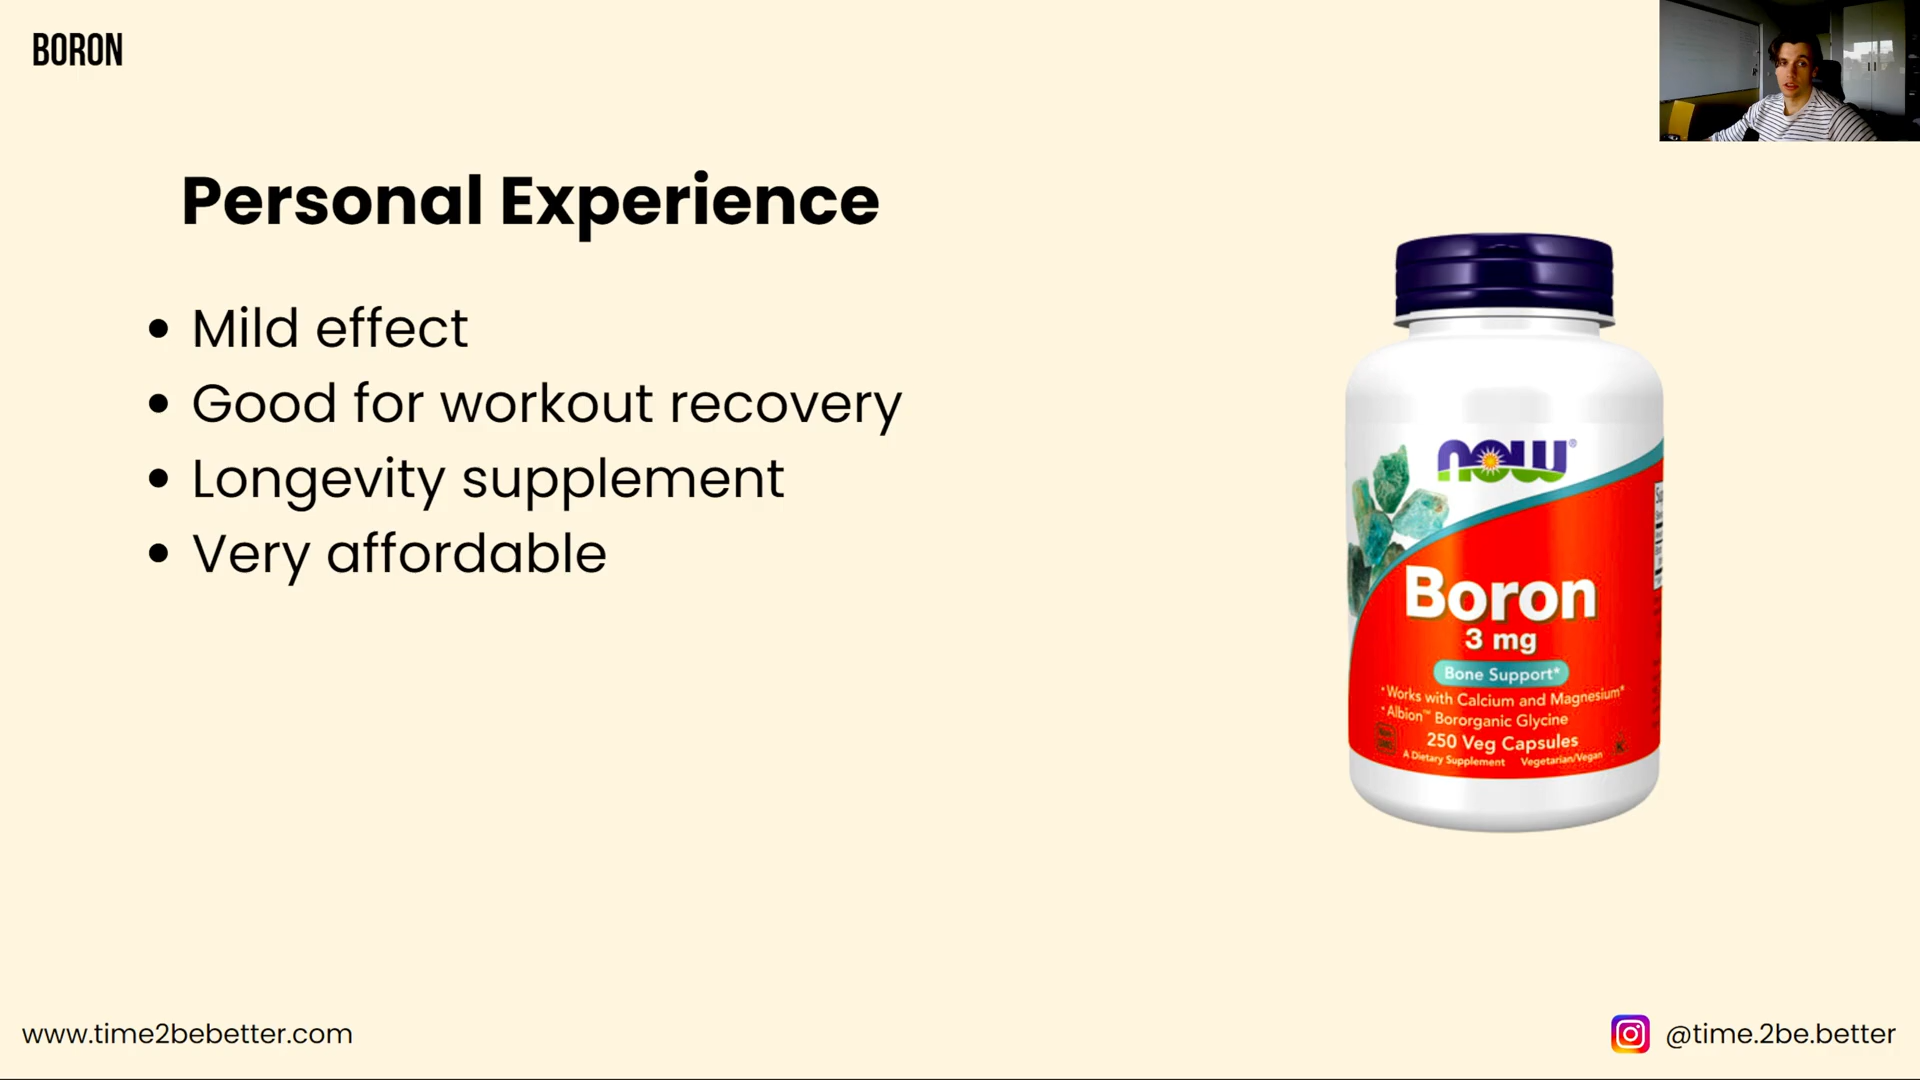 BORON
Personal Experience
• Mild effect
• Good for workout recovery
• Longevity supplement
• Very affordable
now®
Boron
3 mg
Bone Support*
• Works with Calcium and Magnesium*
• Albion™ Bororganic Glycine
250 Veg Capsules
A Dietary Supplement Vegetarian/Vegan
www.time2bebetter.com
@time.2be.better